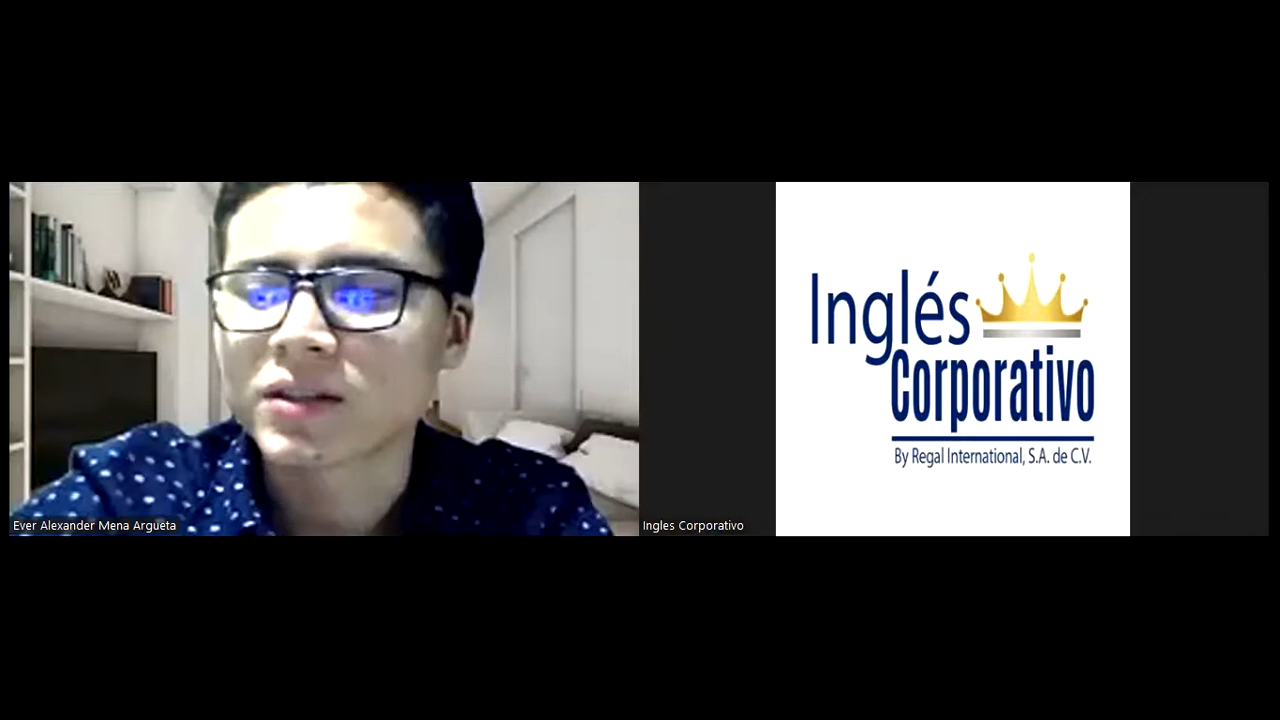 Inglés
Corporativo
By Regal International, S.A. de C.V.
Ever Alexander Mena Argueta
Ingles Corporativo